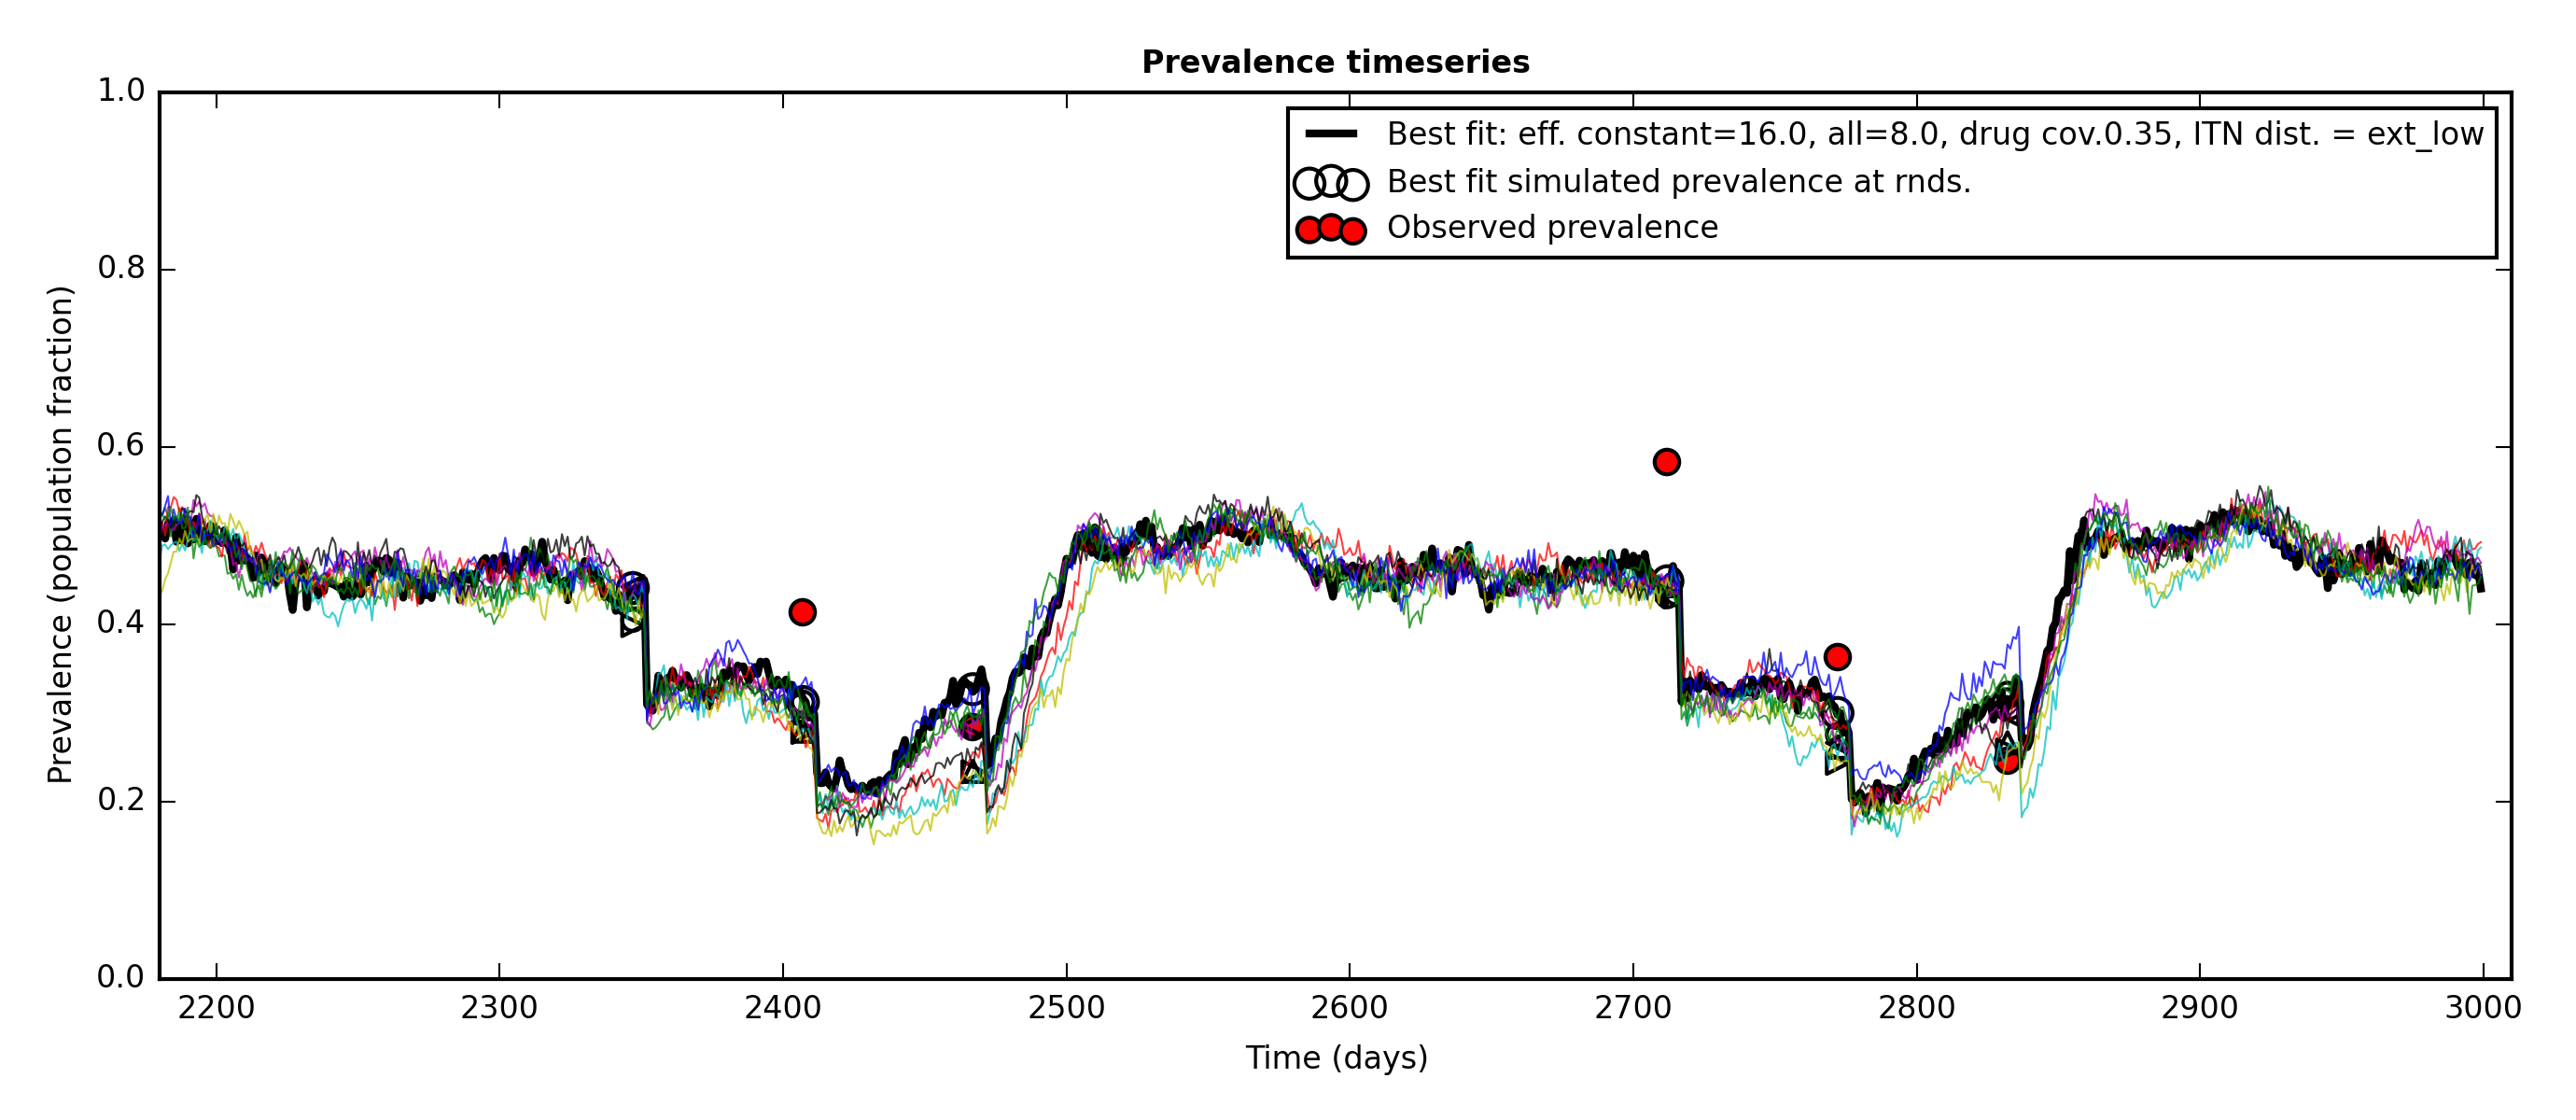 Prevalence timeseries
Best fit: eff. constant=16.0, all=8.0, drug cov.0.35, ITN dist. = ext_low
Best fit simulated prevalence at rnds.
Observed prevalence
Prevalence (population fraction)
1.0
0.8
0.6
0.4
0.2
0.0
2200 2300 2400 2500 2600 2700 2800 2900 3000
Time (days)